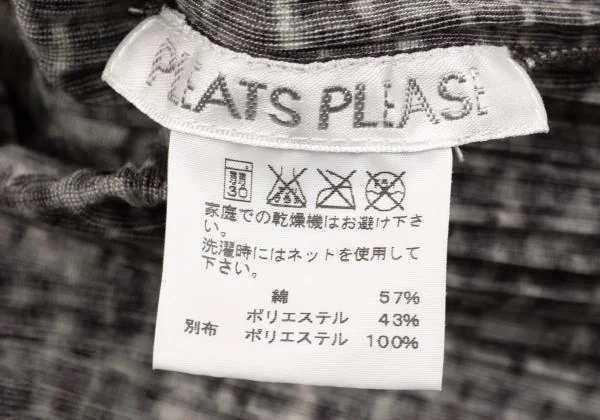 PLEATS PLEASE
家庭での乾燥機はお避け下さ
い。
洗濯時にはネットを使用して
下さい。
綿 57%
ポリエステル 43%
別布 ポリエステル 100%